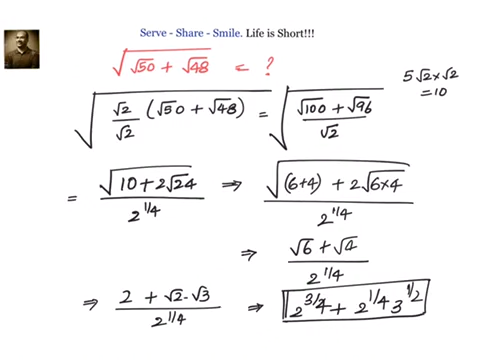 Serve - Share - Smile. Life is Short!!!
√(√50 + √48) = ?
5√2 × √2
= 10
√(√2/√2 (√50 + √48)) = √((√100 + √96)/√2)
= √(10 + 2√24) / 2^1/4 ⇒ √((6+4) + 2√(6×4)) / 2^1/4
⇒ (√6 + √4) / 2^1/4
⇒ (2 + √2·√3) / 2^1/4 ⇒ 2^3/4 + 2^1/4 3^1/2